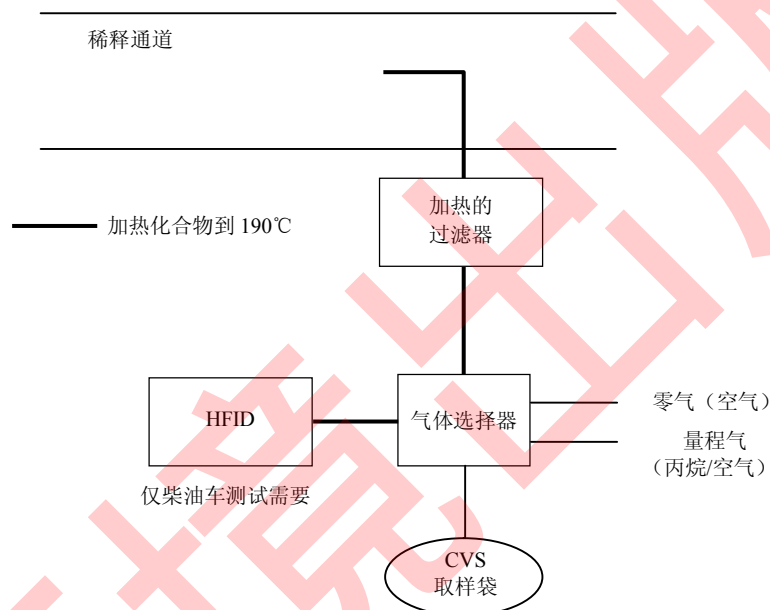 稀释通道
加热的
过滤器
加热化合物到 190℃
HFID
气体选择器
零气（空气）
量程气
（丙烷/空气）
仅柴油车测试需要
CVS
取样袋